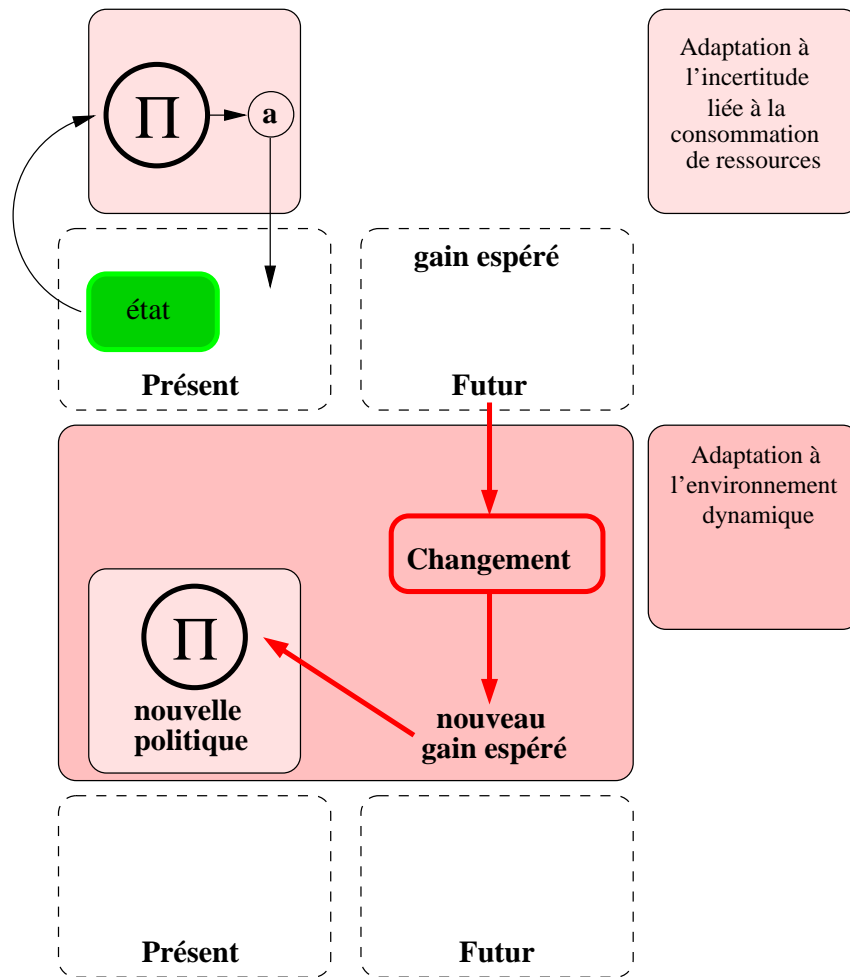 Π
a
Adaptation à
l'incertitude
liée à la
consommation
de ressources
état
Présent
gain espéré
Futur
Changement
Π
nouvelle
politique
nouveau
gain espéré
Adaptation à
l'environnement
dynamique
Présent
Futur